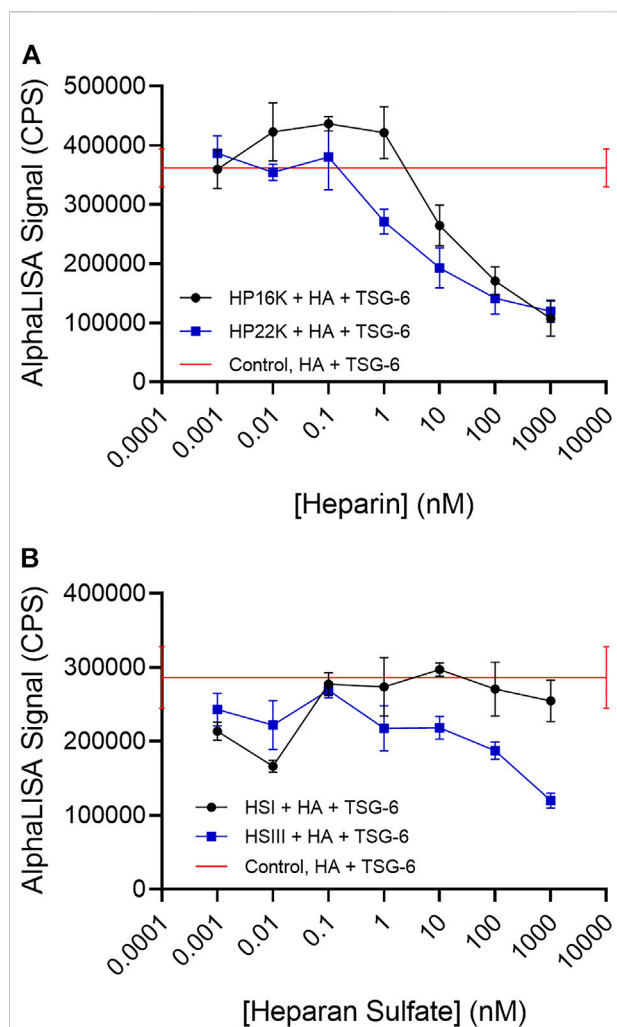 A
AlphaLISA Signal (CPS)
500000
400000
300000
200000
100000
0
HP16K + HA + TSG-6
HP22K + HA + TSG-6
Control, HA + TSG-6
0.0001
0.001
0.01
0.1
1
10
100
1000
10000
[Heparin] (nM)
B
AlphaLISA Signal (CPS)
400000
300000
200000
100000
0
HSI + HA + TSG-6
HSIII + HA + TSG-6
Control, HA + TSG-6
0.0001
0.001
0.01
0.1
1
10
100
1000
10000
[Heparan Sulfate] (nM)